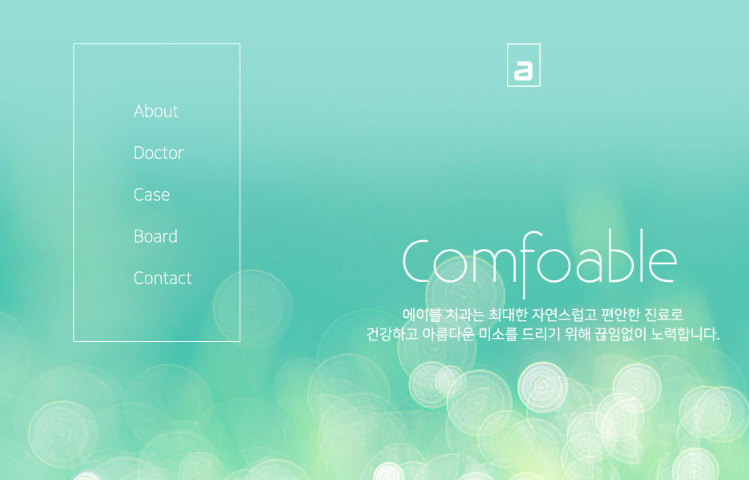 a
About
Doctor
Case
Board
Contact
Comfoable
에이블 치과는 최대한 자연스럽고 편안한 진료로
건강하고 아름다운 미소를 드리기 위해 끊임없이 노력합니다.